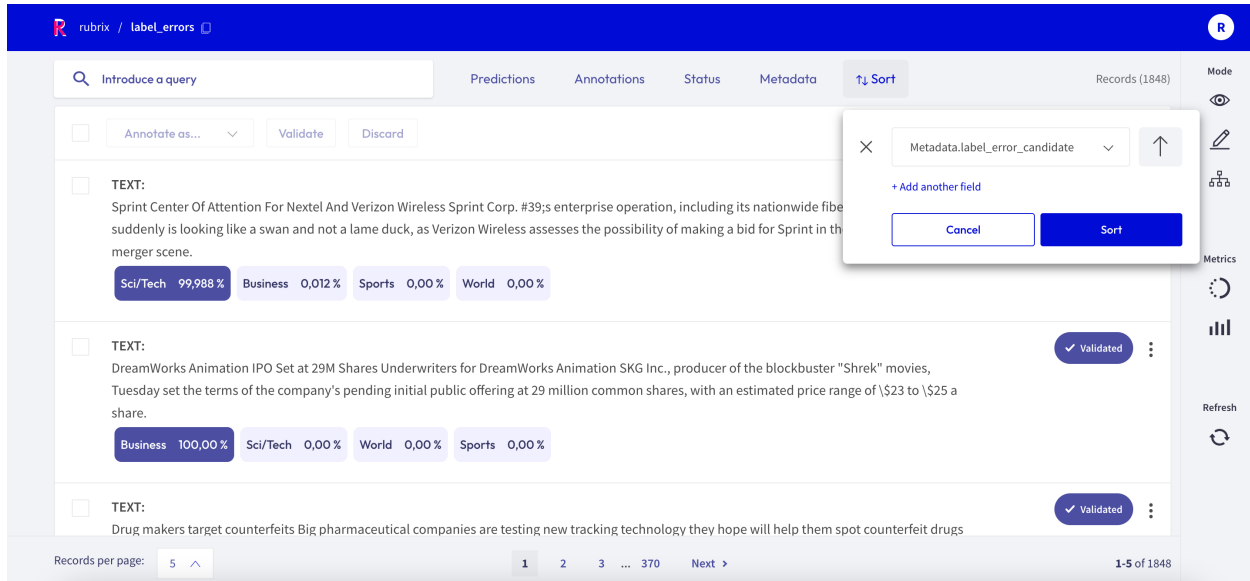 R rubrix / label_errors R
Introduce a query Predictions Annotations Status Metadata Sort Records (1848) Mode
Annotate as... Validate Discard
Metadata.label_error_candidate
+ Add another field
Cancel Sort
TEXT:
Sprint Center Of Attention For Nextel And Verizon Wireless Sprint Corp. #39;s enterprise operation, including its nationwide fibe
suddenly is looking like a swan and not a lame duck, as Verizon Wireless assesses the possibility of making a bid for Sprint in th
merger scene.
Sci/Tech 99,988 % Business 0,012 % Sports 0,00 % World 0,00 %
Metrics
TEXT: Validated
DreamWorks Animation IPO Set at 29M Shares Underwriters for DreamWorks Animation SKG Inc., producer of the blockbuster "Shrek" movies,
Tuesday set the terms of the company's pending initial public offering at 29 million common shares, with an estimated price range of \$23 to \$25 a
share.
Business 100,00 % Sci/Tech 0,00 % World 0,00 % Sports 0,00 %
Refresh
TEXT: Validated
Drug makers target counterfeits Big pharmaceutical companies are testing new tracking technology they hope will help them spot counterfeit drugs
Records per page: 5 1 2 3 ... 370 Next > 1-5 of 1848